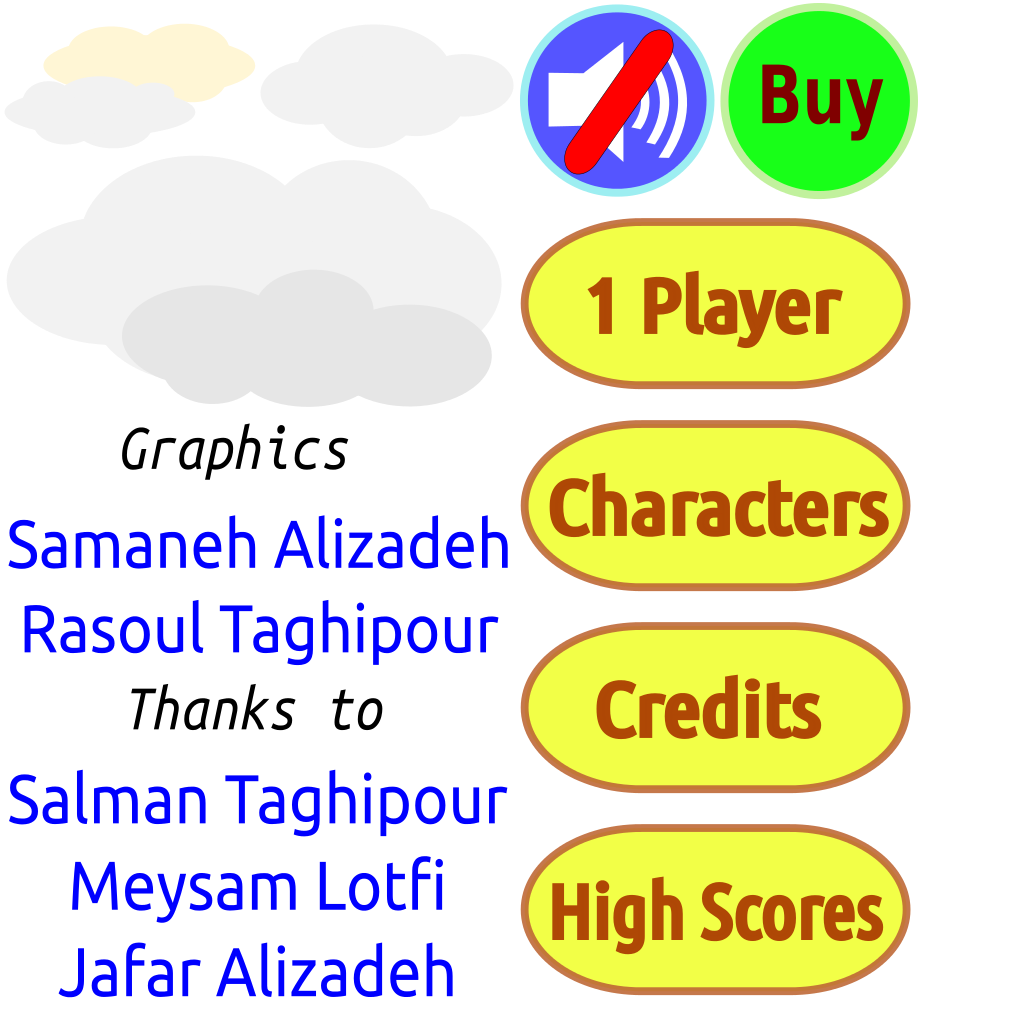 Buy
1 Player
Characters
Credits
High Scores
Graphics
Samaneh Alizadeh
Rasoul Taghipour
Thanks to
Salman Taghipour
Meysam Lotfi
Jafar Alizadeh